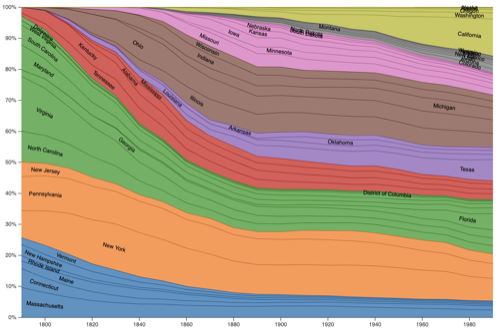 100%
90%
80%
70%
60%
50%
40%
30%
20%
10%
0%
Washington
California
Montana
Nebraska
Kansas
Iowa
Minnesota
Missouri
Wisconsin
Indiana
Ohio
Illinois
Michigan
Kentucky
Tennessee
Alabama
Mississippi
Louisiana
Arkansas
Oklahoma
Texas
South Carolina
Maryland
Virginia
North Carolina
Georgia
District of Columbia
Florida
New Jersey
Pennsylvania
New York
Vermont
New Hampshire
Maine
Rhode Island
Connecticut
Massachusetts
1800
1820
1840
1860
1880
1900
1920
1940
1960
1980